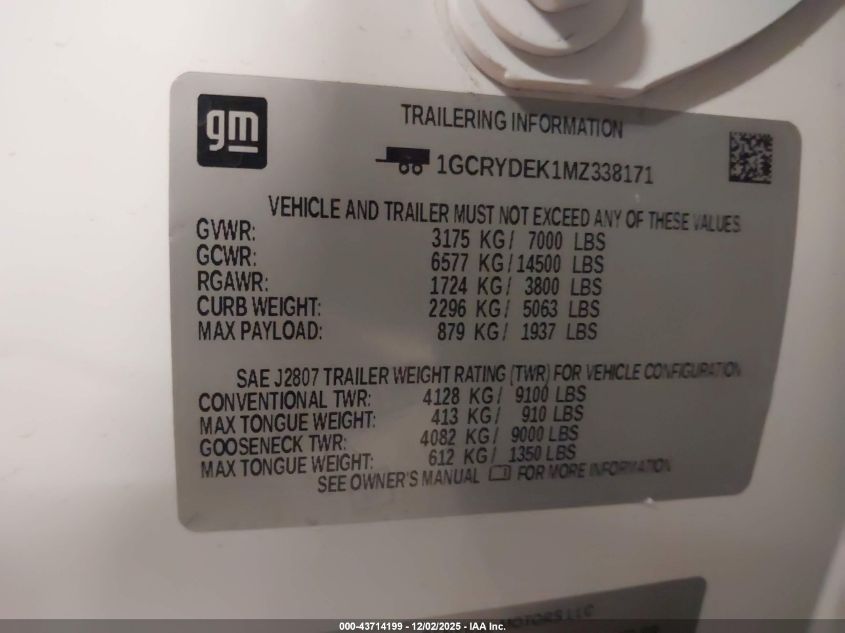 gm
TRAILERING INFORMATION
1GCRYDEK1MZ338171
VEHICLE AND TRAILER MUST NOT EXCEED ANY OF THESE VALUES
GVWR: 3175 KG/ 7000 LBS
GCWR: 6577 KG/14500 LBS
RGAWR: 1724 KG/ 3800 LBS
CURB WEIGHT: 2296 KG/ 5063 LBS
MAX PAYLOAD: 879 KG/ 1937 LBS
SAE J2807 TRAILER WEIGHT RATING (TWR) FOR VEHICLE CONFIGURATION
CONVENTIONAL TWR: 4128 KG/ 9100 LBS
MAX TONGUE WEIGHT: 413 KG/ 910 LBS
GOOSENECK TWR: 4082 KG/ 9000 LBS
MAX TONGUE WEIGHT: 612 KG/ 1350 LBS
SEE OWNER'S MANUAL FOR MORE INFORMATION
MOTORS LLC
000-43714199 - 12/02/2025 - IAA Inc.